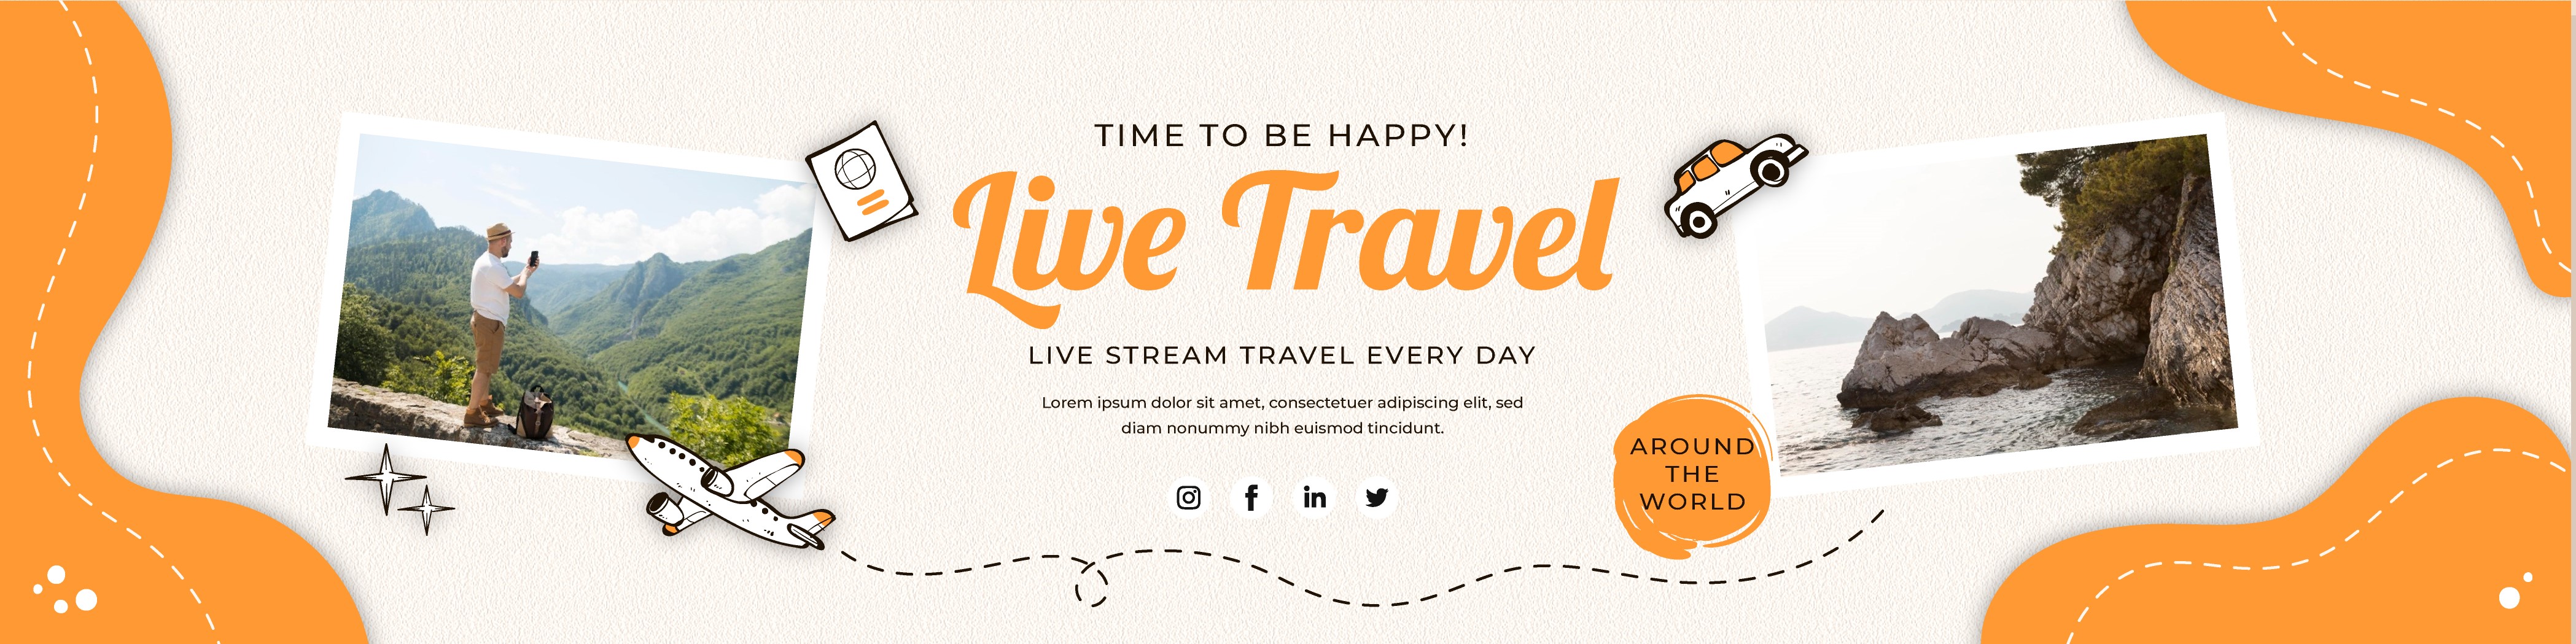 TIME TO BE HAPPY!
Live Travel
LIVE STREAM TRAVEL EVERY DAY
Lorem ipsum dolor sit amet, consectetuer adipiscing elit, sed
diam nonummy nibh euismod tincidunt.
AROUND
THE
WORLD